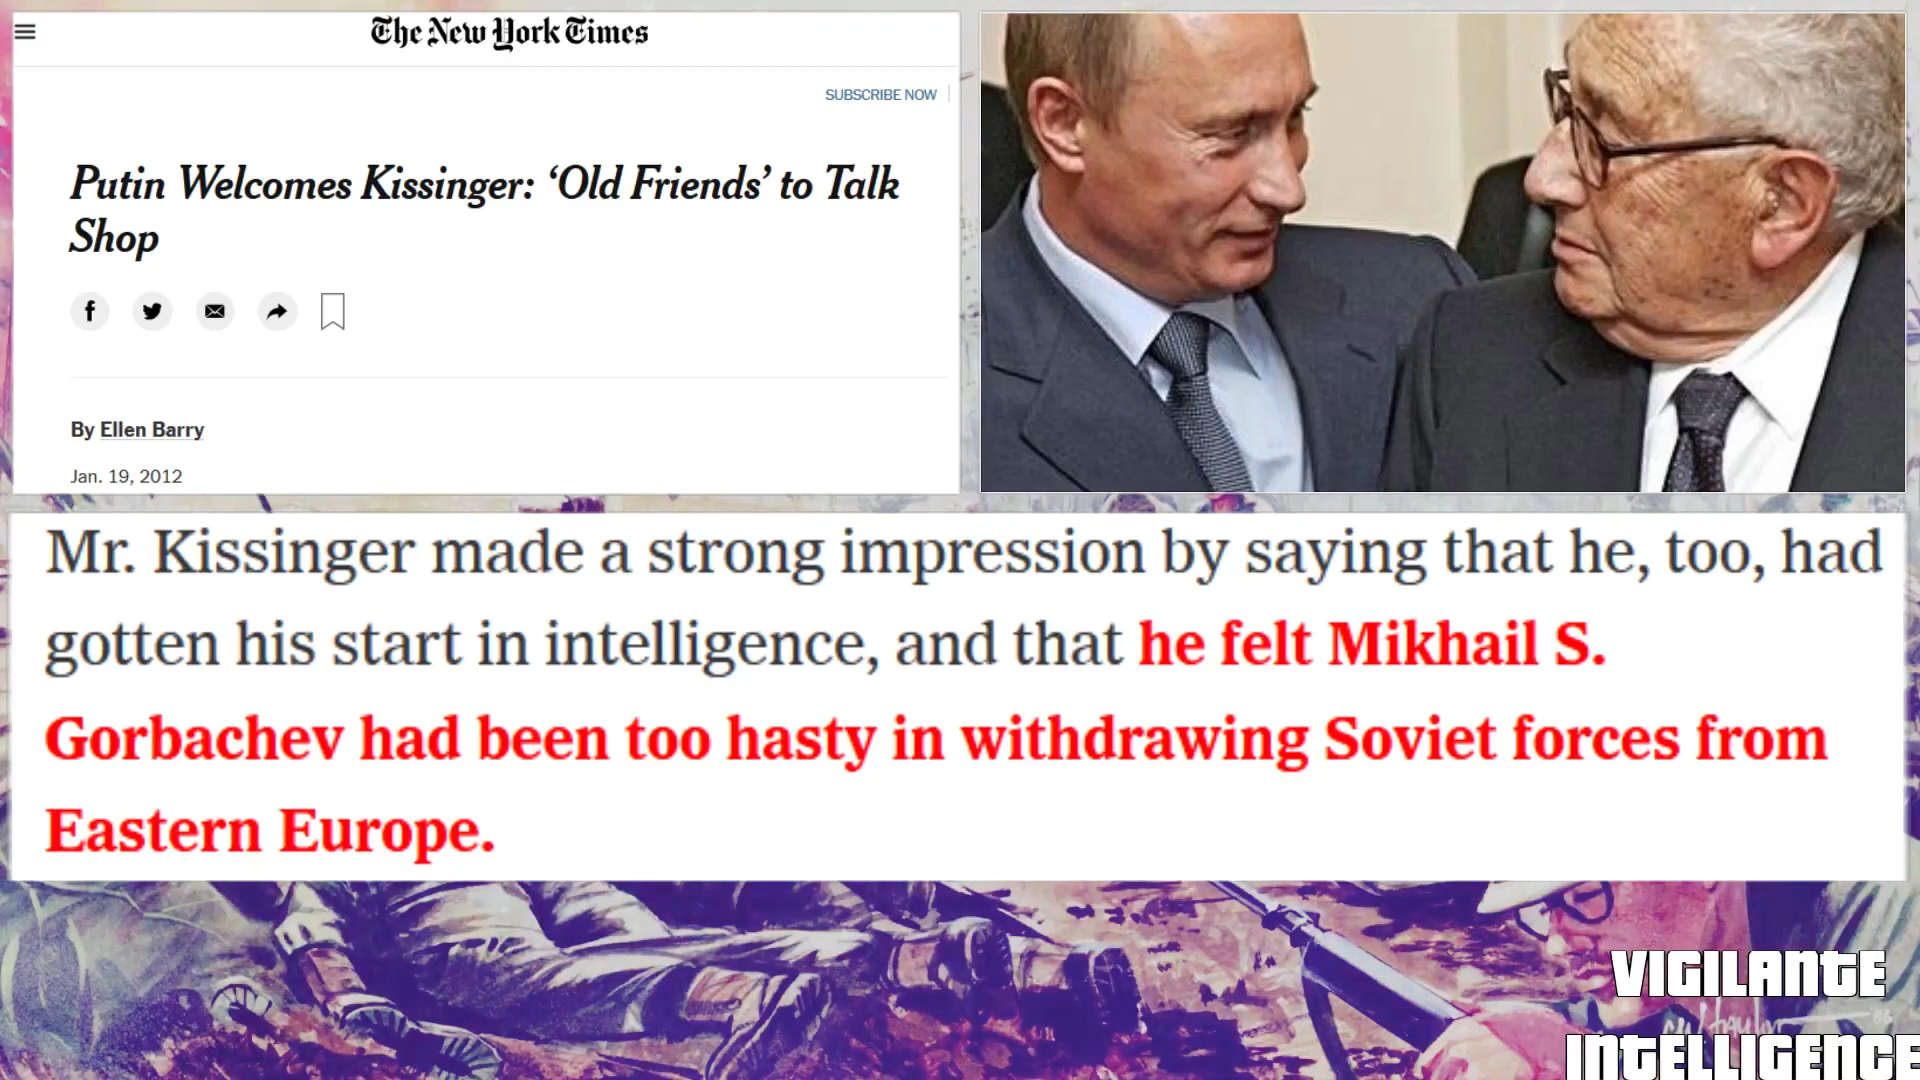 The New York Times
SUBSCRIBE NOW
Putin Welcomes Kissinger: ‘Old Friends’ to Talk
Shop
By Ellen Barry
Jan. 19, 2012
Mr. Kissinger made a strong impression by saying that he, too, had
gotten his start in intelligence, and that he felt Mikhail S.
Gorbachev had been too hasty in withdrawing Soviet forces from
Eastern Europe.
VIGILANTE
INTELLIGENCE